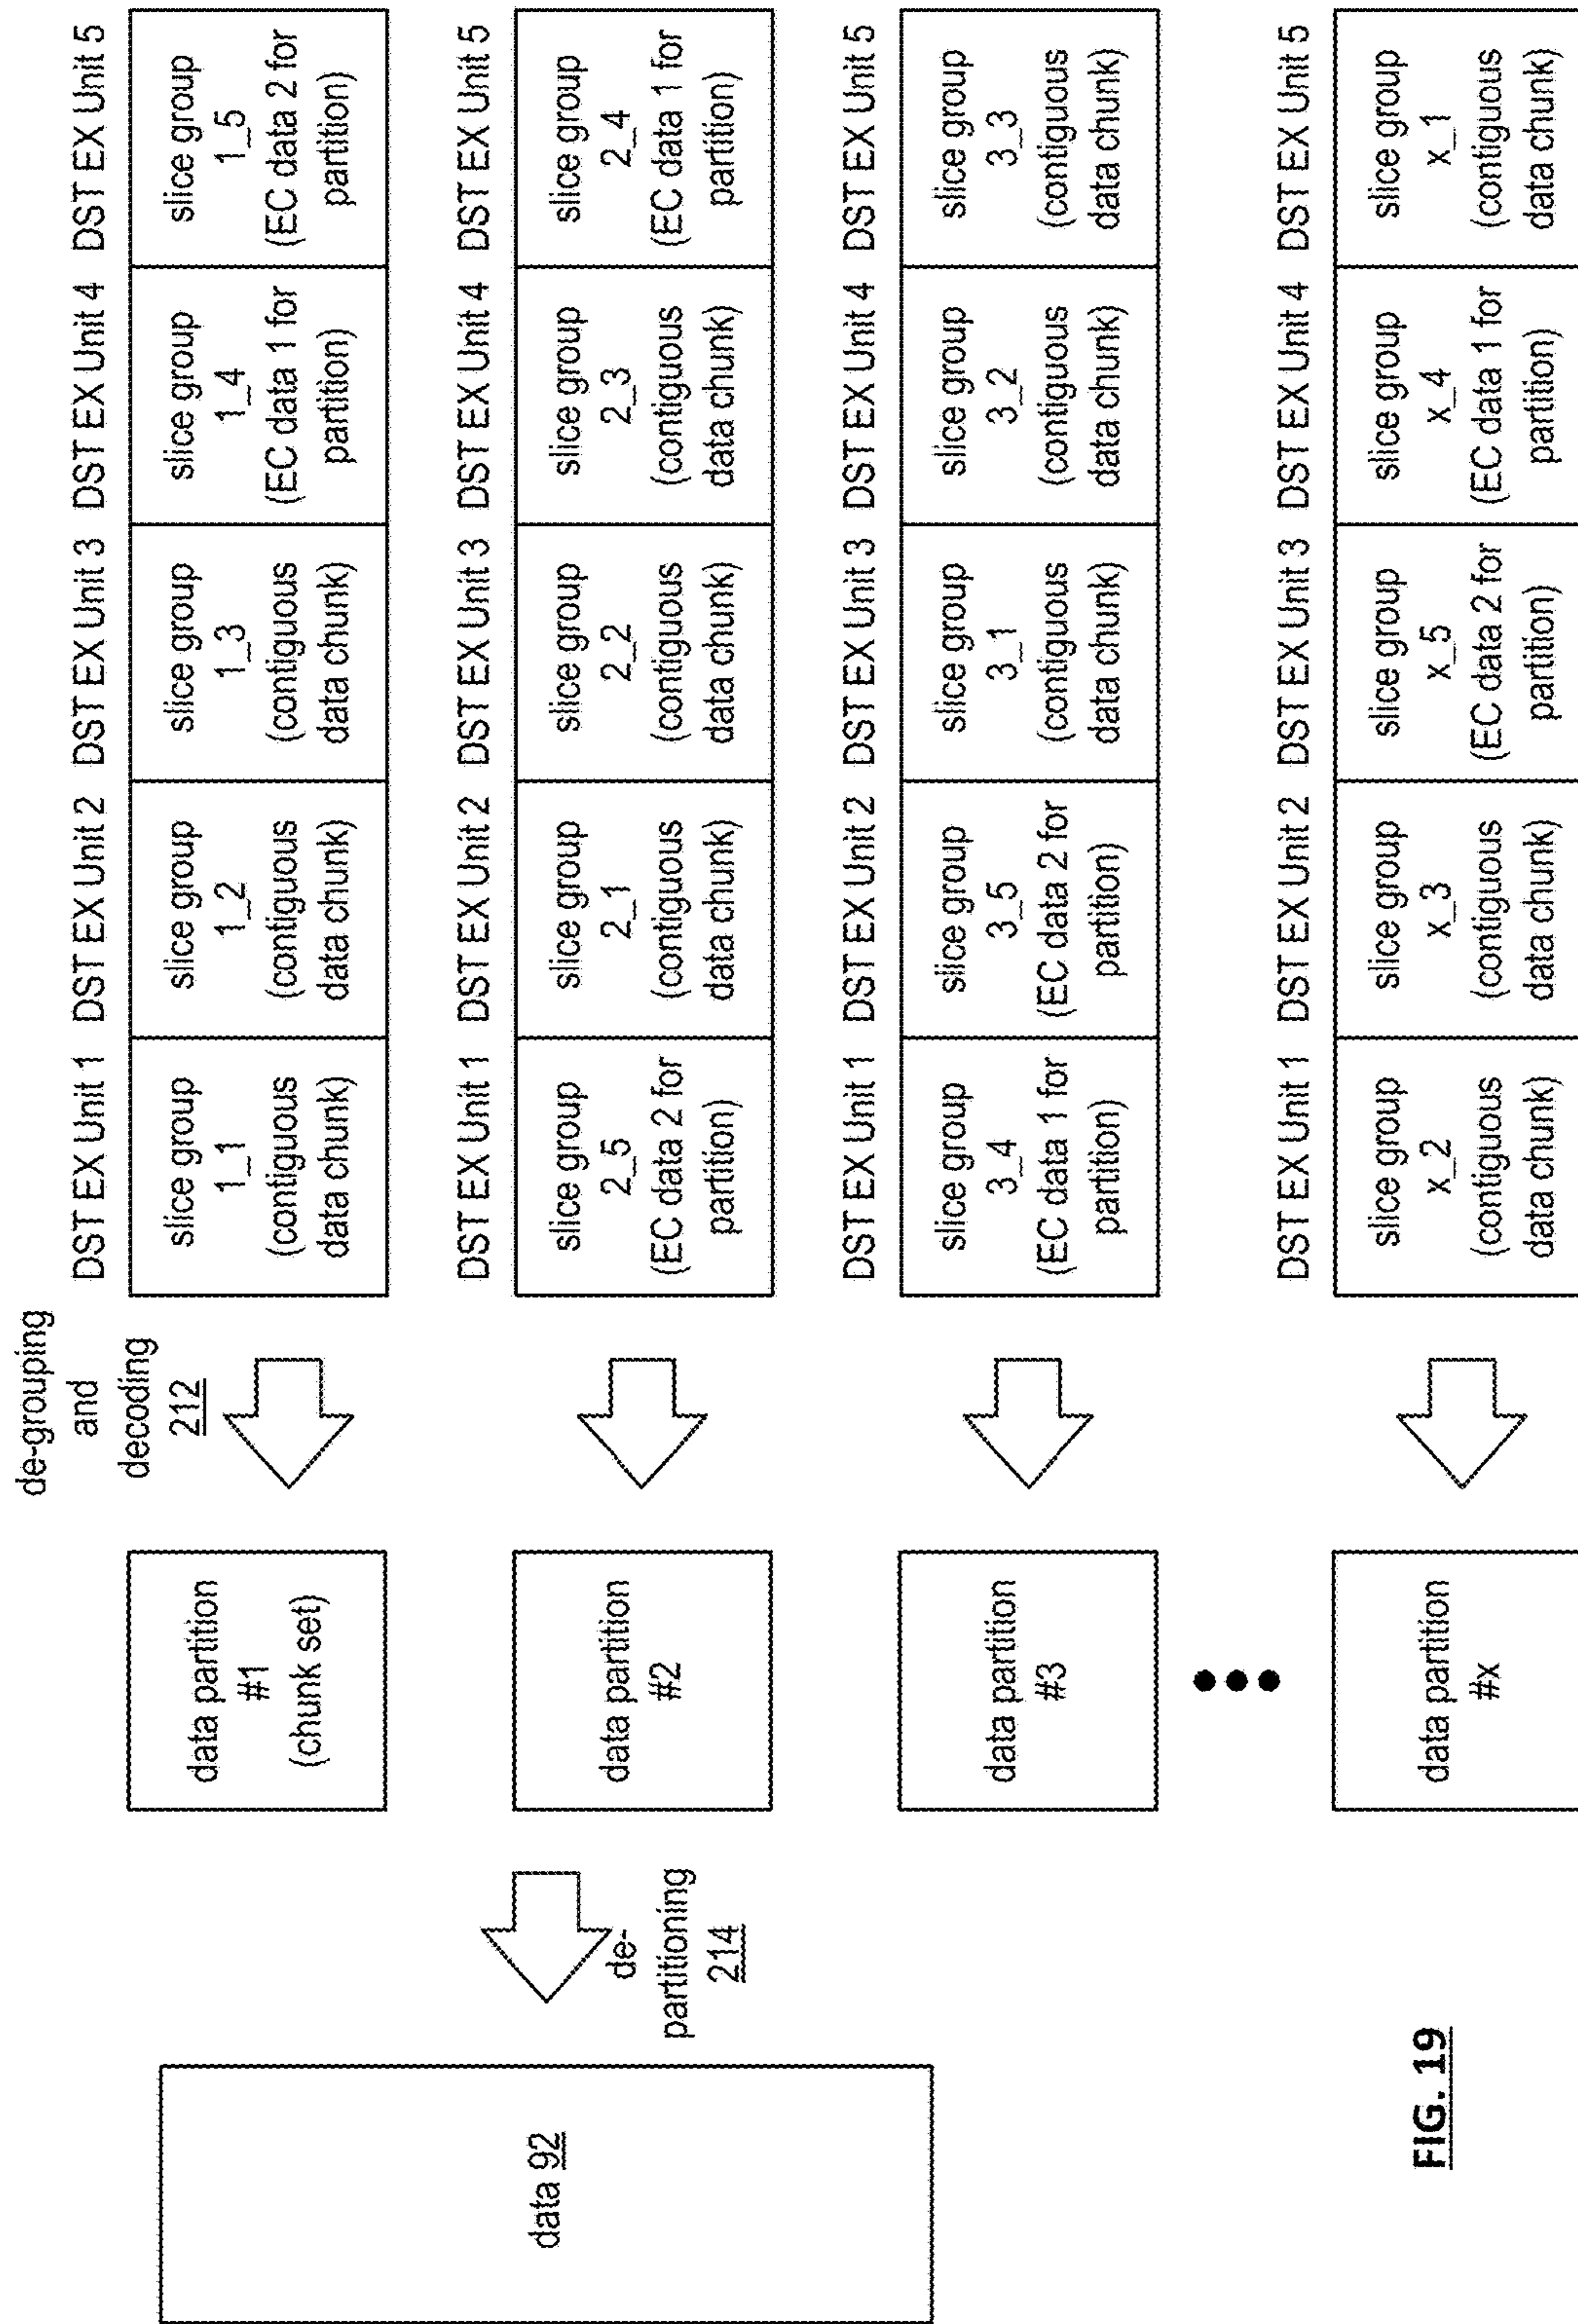 de-grouping
and
decoding
212
DST EX Unit 1 DST EX Unit 2 DST EX Unit 3 DST EX Unit 4 DST EX Unit 5
data partition
#1
(chunk set)
slice group
1_1
(contiguous
data chunk)
slice group
1_2
(contiguous
data chunk)
slice group
1_3
(contiguous
data chunk)
slice group
1_4
(EC data 1 for
partition)
slice group
1_5
(EC data 2 for
partition)
DST EX Unit 1 DST EX Unit 2 DST EX Unit 3 DST EX Unit 4 DST EX Unit 5
data 92
de-
partitioning
214
data partition
#2
slice group
2_5
(EC data 2 for
partition)
slice group
2_1
(contiguous
data chunk)
slice group
2_2
(contiguous
data chunk)
slice group
2_3
(contiguous
data chunk)
slice group
2_4
(EC data 1 for
partition)
DST EX Unit 1 DST EX Unit 2 DST EX Unit 3 DST EX Unit 4 DST EX Unit 5
data partition
#3
slice group
3_4
(EC data 1 for
partition)
slice group
3_5
(EC data 2 for
partition)
slice group
3_1
(contiguous
data chunk)
slice group
3_2
(contiguous
data chunk)
slice group
3_3
(contiguous
data chunk)
DST EX Unit 1 DST EX Unit 2 DST EX Unit 3 DST EX Unit 4 DST EX Unit 5
data partition
#x
slice group
x_2
(contiguous
data chunk)
slice group
x_3
(contiguous
data chunk)
slice group
x_5
(EC data 2 for
partition)
slice group
x_4
(EC data 1 for
partition)
slice group
x_1
(contiguous
data chunk)
FIG. 19